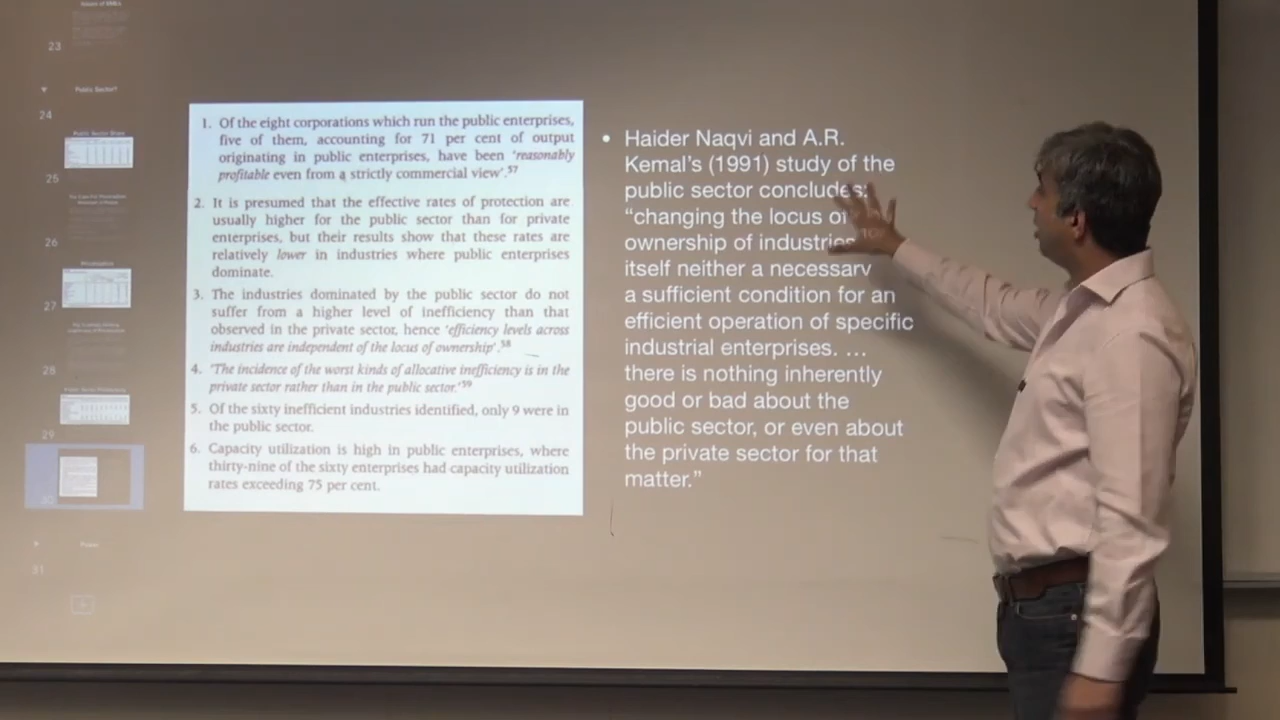 Issues of SMEs
23
Public Sector?
24
Public Sector Share
25
26
Privatisation
27
28
29
30
Power
31
1. Of the eight corporations which run the public enterprises,
five of them, accounting for 71 per cent of output
originating in public enterprises, have been 'reasonably
profitable even from a strictly commercial view'.57
2. It is presumed that the effective rates of protection are
usually higher for the public sector than for private
enterprises, but their results show that these rates are
relatively lower in industries where public enterprises
dominate.
3. The industries dominated by the public sector do not
suffer from a higher level of inefficiency than that
observed in the private sector, hence 'efficiency levels across
industries are independent of the locus of ownership'.58
4. 'The incidence of the worst kinds of allocative inefficiency is in the
private sector rather than in the public sector.'59
5. Of the sixty inefficient industries identified, only 9 were in
the public sector.
6. Capacity utilization is high in public enterprises, where
thirty-nine of the sixty enterprises had capacity utilization
rates exceeding 75 per cent.
• Haider Naqvi and A.R.
Kemal's (1991) study of the
public sector concludes:
"changing the locus of
ownership of industries
itself neither a necessary
a sufficient condition for an
efficient operation of specific
industrial enterprises. …
there is nothing inherently
good or bad about the
public sector, or even about
the private sector for that
matter."